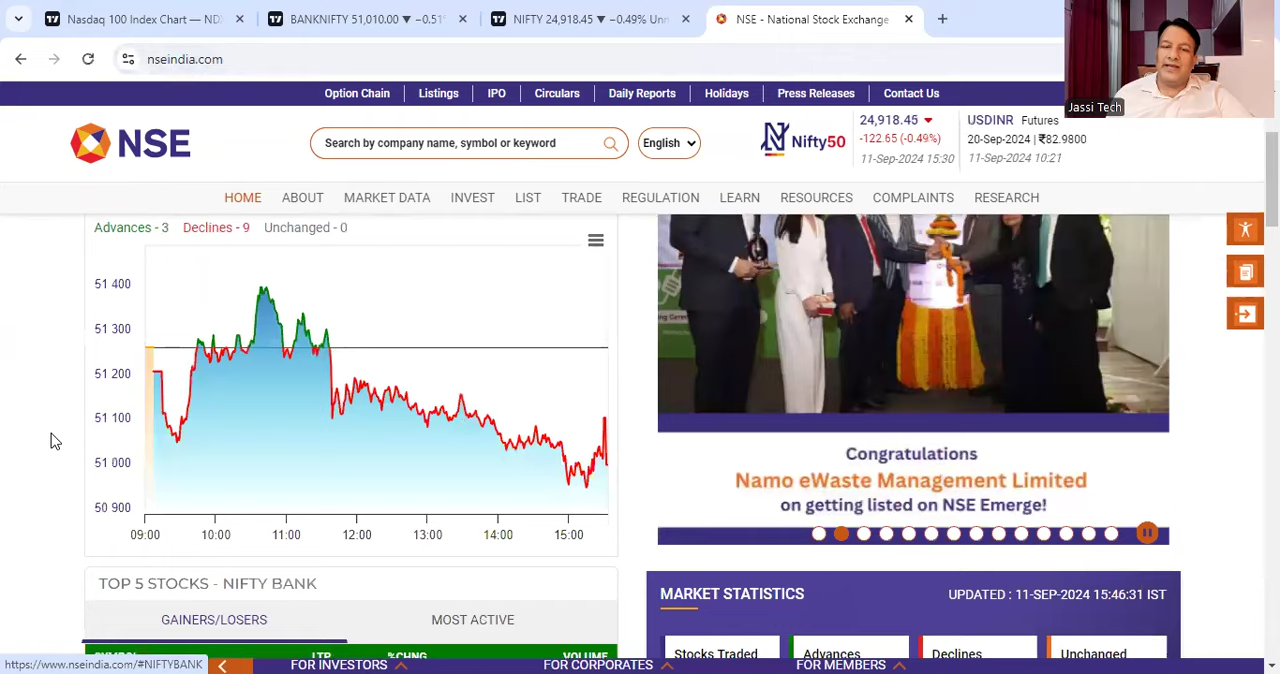 Nasdaq 100 Index Chart — ND
BANKNIFTY 51,010.00 ▼ −0.51
NIFTY 24,918.45 ▼ −0.49% Un
NSE - National Stock Exchange
nseindia.com
Jassi Tech
Option Chain
Listings
IPO
Circulars
Daily Reports
Holidays
Press Releases
Contact Us
NSE
Search by company name, symbol or keyword
English
Nifty50
24,918.45
-122.65 (-0.49%)
11-Sep-2024 15:30
USDINR Futures
20-Sep-2024 | ₹82.9800
11-Sep-2024 10:21
HOME
ABOUT
MARKET DATA
INVEST
LIST
TRADE
REGULATION
LEARN
RESOURCES
COMPLAINTS
RESEARCH
Advances - 3 Declines - 9 Unchanged - 0
51 400
51 300
51 200
51 100
51 000
50 900
09:00
10:00
11:00
12:00
13:00
14:00
15:00
Congratulations
Namo eWaste Management Limited
on getting listed on NSE Emerge!
TOP 5 STOCKS - NIFTY BANK
GAINERS/LOSERS
MOST ACTIVE
SYMBOL
LTP
%CHNG
VOLUME
MARKET STATISTICS
UPDATED : 11-SEP-2024 15:46:31 IST
Stocks Traded
Advances
Declines
Unchanged
https://www.nseindia.com/#NIFTYBANK
FOR INVESTORS
FOR CORPORATES
FOR MEMBERS